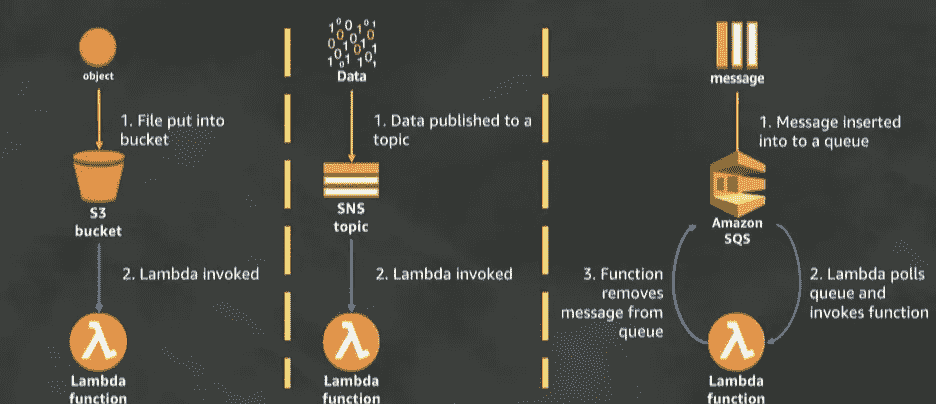 object
1. File put into
bucket
S3
bucket
2. Lambda invoked
Lambda
function
Data
1. Data published to a
topic
SNS
topic
2. Lambda invoked
Lambda
function
message
1. Message inserted
into to a queue
Amazon
SQS
3. Function
removes
message from
queue
2. Lambda polls
queue and
invokes function
Lambda
function